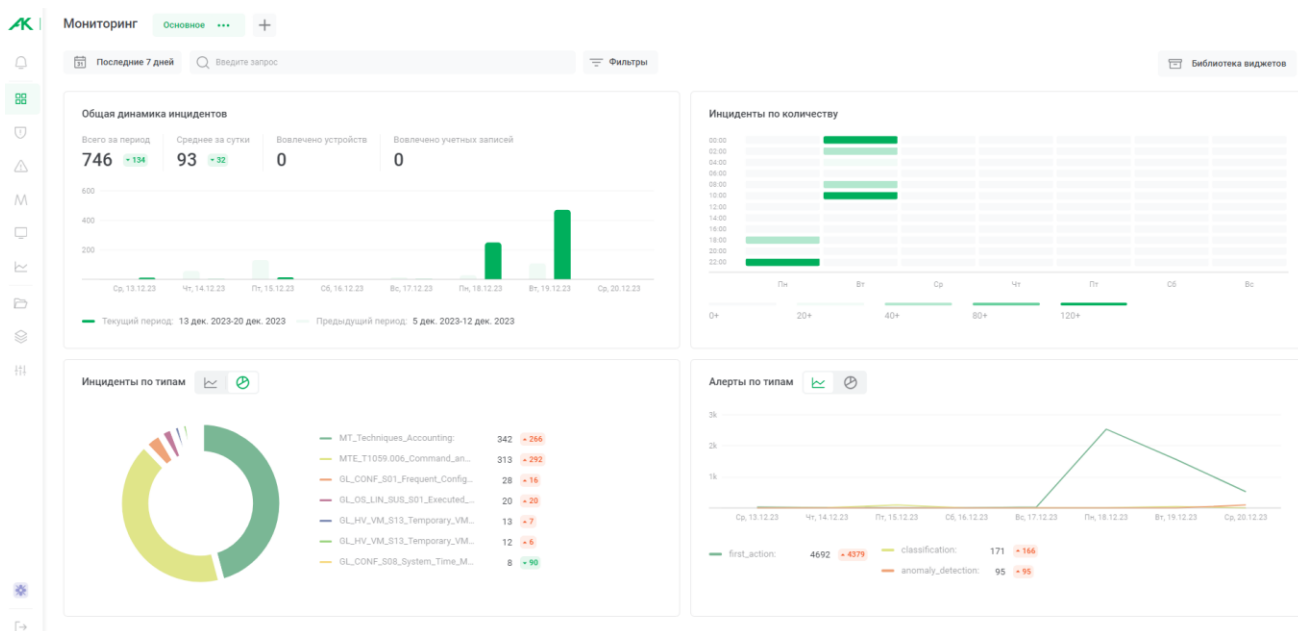 АК
Мониторинг
Основное
Последние 7 дней
Введите запрос
Фильтры
Библиотека виджетов
Общая динамика инцидентов
Всего за период
Среднее за сутки
Вовлечено устройств
Вовлечено учетных записей
746
134
93
32
0
0
600
400
200
Ср, 13.12.23
Чт, 14.12.23
Пт, 15.12.23
Сб, 16.12.23
Вс, 17.12.23
Пн, 18.12.23
Вт, 19.12.23
Ср, 20.12.23
Текущий период: 13 дек. 2023-20 дек. 2023
Предыдущий период: 5 дек. 2023-12 дек. 2023
Инциденты по количеству
00:00
02:00
04:00
06:00
08:00
10:00
12:00
14:00
16:00
18:00
20:00
22:00
Пн
Вт
Ср
Чт
Пт
Сб
Вс
0+
20+
40+
80+
120+
Инциденты по типам
MT_Techniques_Accounting: 342 266
MTE_T1059.006_Command_an... 313 292
GL_CONF_S01_Frequent_Config... 28 16
GL_OS_LIN_SUS_S01_Executed_... 20 20
GL_HV_VM_S13_Temporary_VM... 13 7
GL_HV_VM_S13_Temporary_VM... 12 6
GL_CONF_S08_System_Time_M... 8 90
Алерты по типам
3k
2k
1k
Ср, 13.12.23
Чт, 14.12.23
Пт, 15.12.23
Сб, 16.12.23
Вс, 17.12.23
Пн, 18.12.23
Вт, 19.12.23
Ср, 20.12.23
first_action: 4692 4379
classification: 171 166
anomaly_detection: 95 95